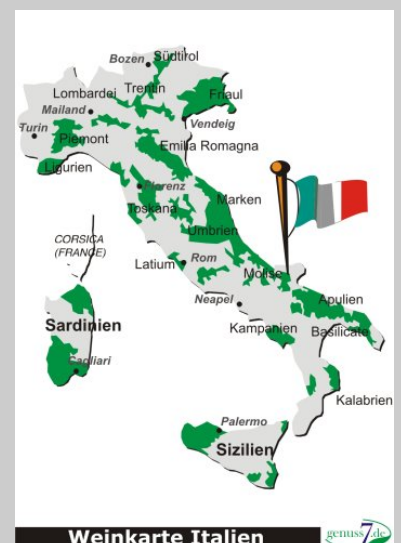 Bozen
Südtirol
Lombardei
Trentin
Friaul
Mailand
Vendeig
Turin
Piemont
Emilia Romagna
Ligurien
Florenz
Toskana
Marken
Umbrien
CORSICA
(FRANCE)
Latium
Rom
Molise
Neapel
Apulien
Sardinien
Kampanien
Basilicate
Cagliari
Kalabrien
Palermo
Sizilien
Weinkarte Italien
genuss7.de